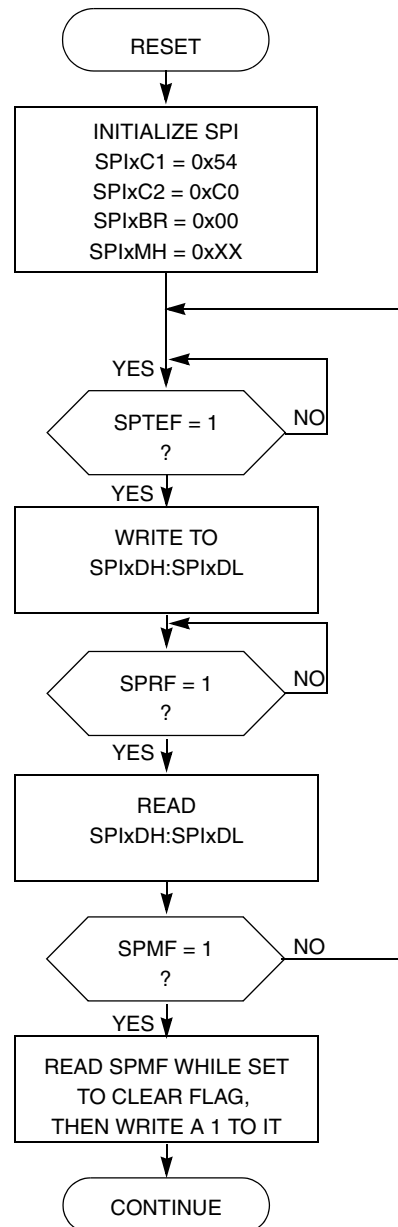 RESET
INITIALIZE SPI
SPIxC1 = 0x54
SPIxC2 = 0xC0
SPIxBR = 0x00
SPIxMH = 0xXX
YES
SPTEF = 1
?
NO
YES
WRITE TO
SPIxDH:SPIxDL
SPRF = 1
?
NO
YES
READ
SPIxDH:SPIxDL
SPMF = 1
?
NO
YES
READ SPMF WHILE SET
TO CLEAR FLAG,
THEN WRITE A 1 TO IT
CONTINUE